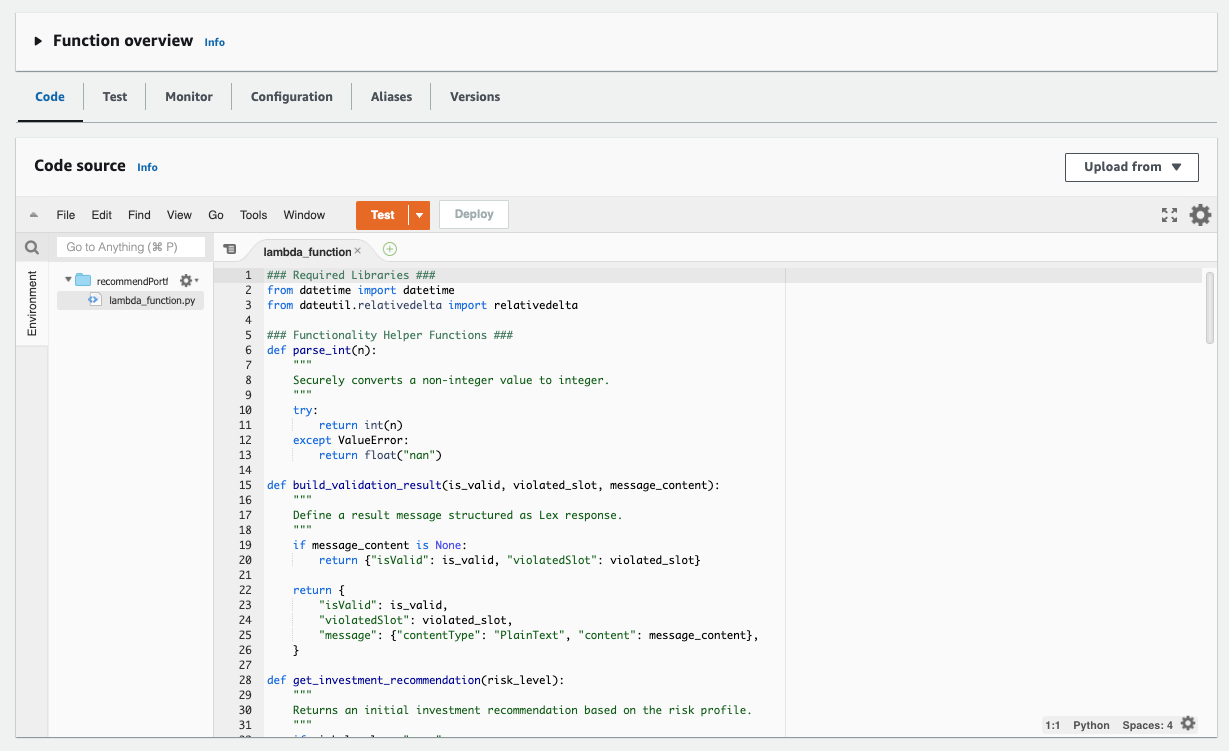 Function overview Info
Code Test Monitor Configuration Aliases Versions
Code source Info
Upload from
File Edit Find View Go Tools Window Test Deploy
Go to Anything (⌘ P)
lambda_function
Environment
recommendPortf
lambda_function.py
1 ### Required Libraries ###
2 from datetime import datetime
3 from dateutil.relativedelta import relativedelta
4
5 ### Functionality Helper Functions ###
6 def parse_int(n):
7 """
8 Securely converts a non-integer value to integer.
9 """
10 try:
11 return int(n)
12 except ValueError:
13 return float("nan")
14
15 def build_validation_result(is_valid, violated_slot, message_content):
16 """
17 Define a result message structured as Lex response.
18 """
19 if message_content is None:
20 return {"isValid": is_valid, "violatedSlot": violated_slot}
21
22 return {
23 "isValid": is_valid,
24 "violatedSlot": violated_slot,
25 "message": {"contentType": "PlainText", "content": message_content},
26 }
27
28 def get_investment_recommendation(risk_level):
29 """
30 Returns an initial investment recommendation based on the risk profile.
31 """
1:1 Python Spaces: 4